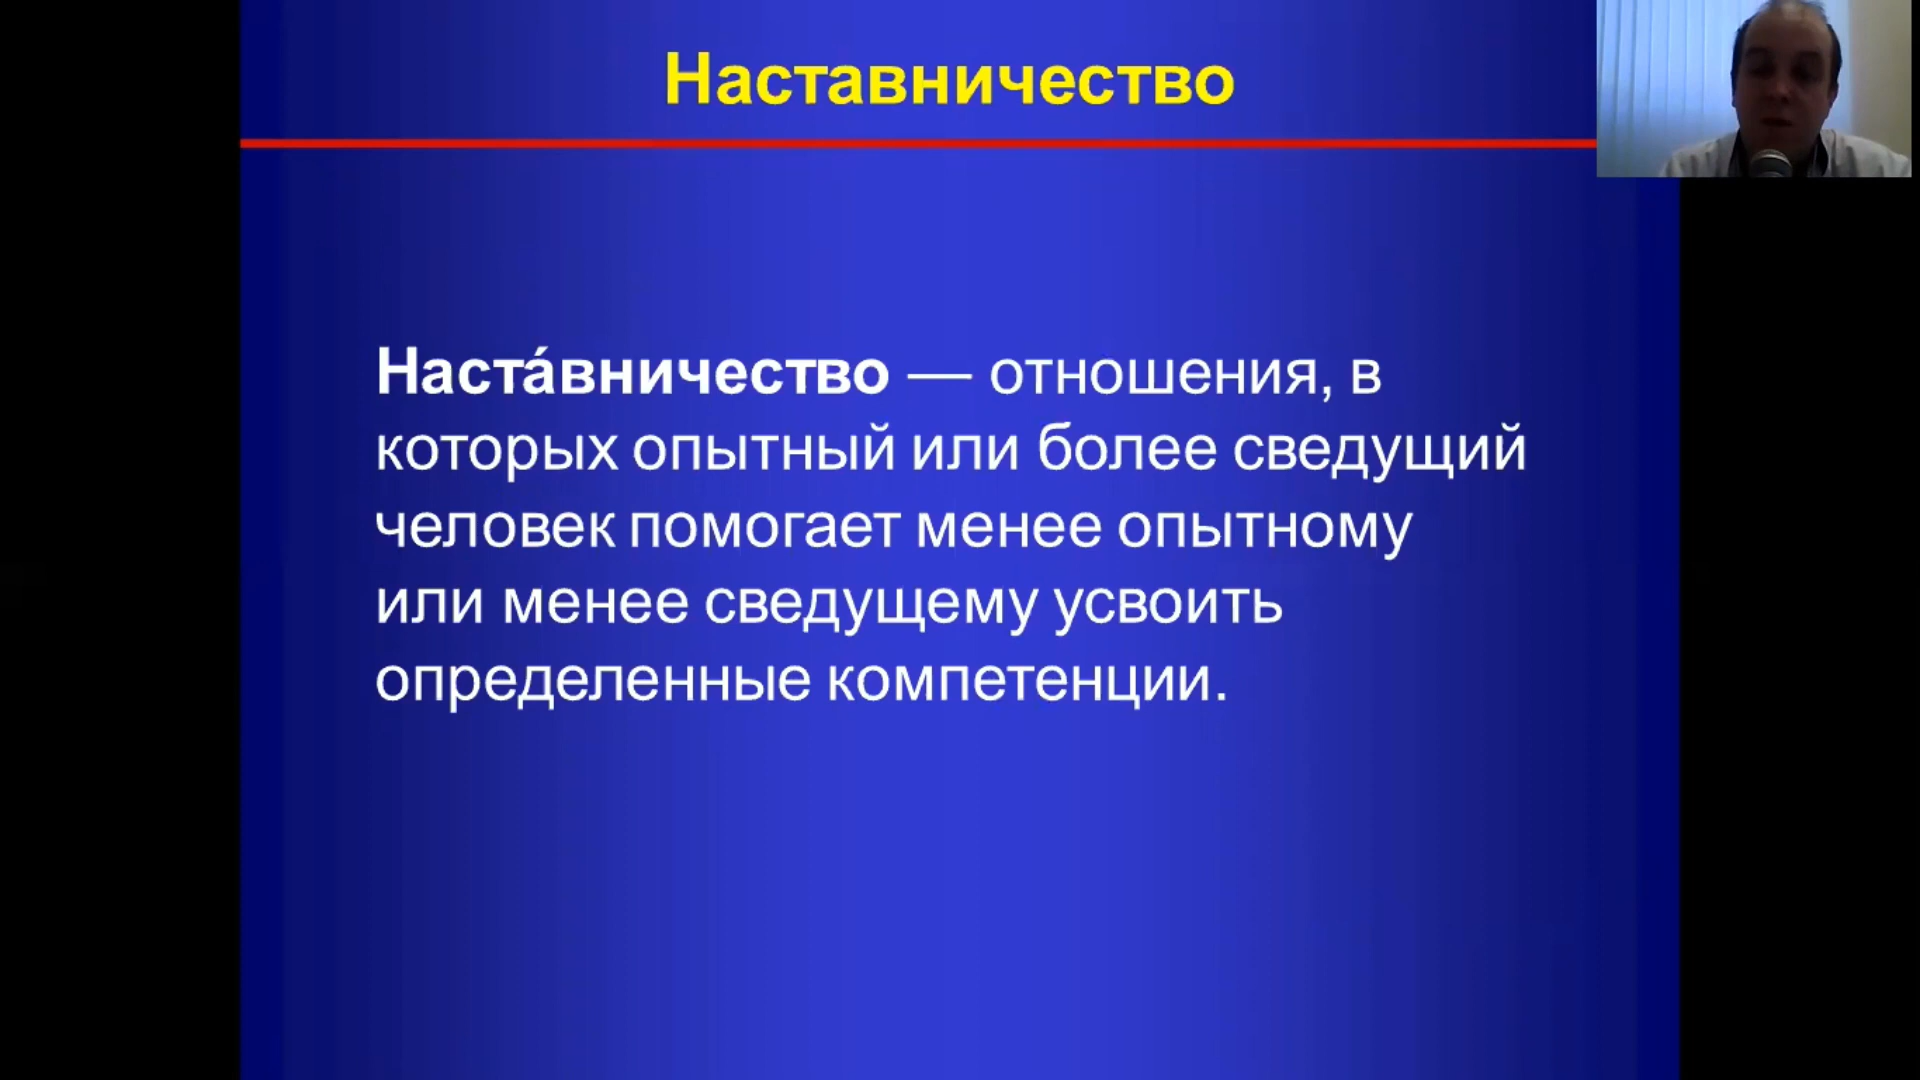 Наставничество
Наста́вничество — отношения, в
которых опытный или более сведущий
человек помогает менее опытному
или менее сведущему усвоить
определенные компетенции.